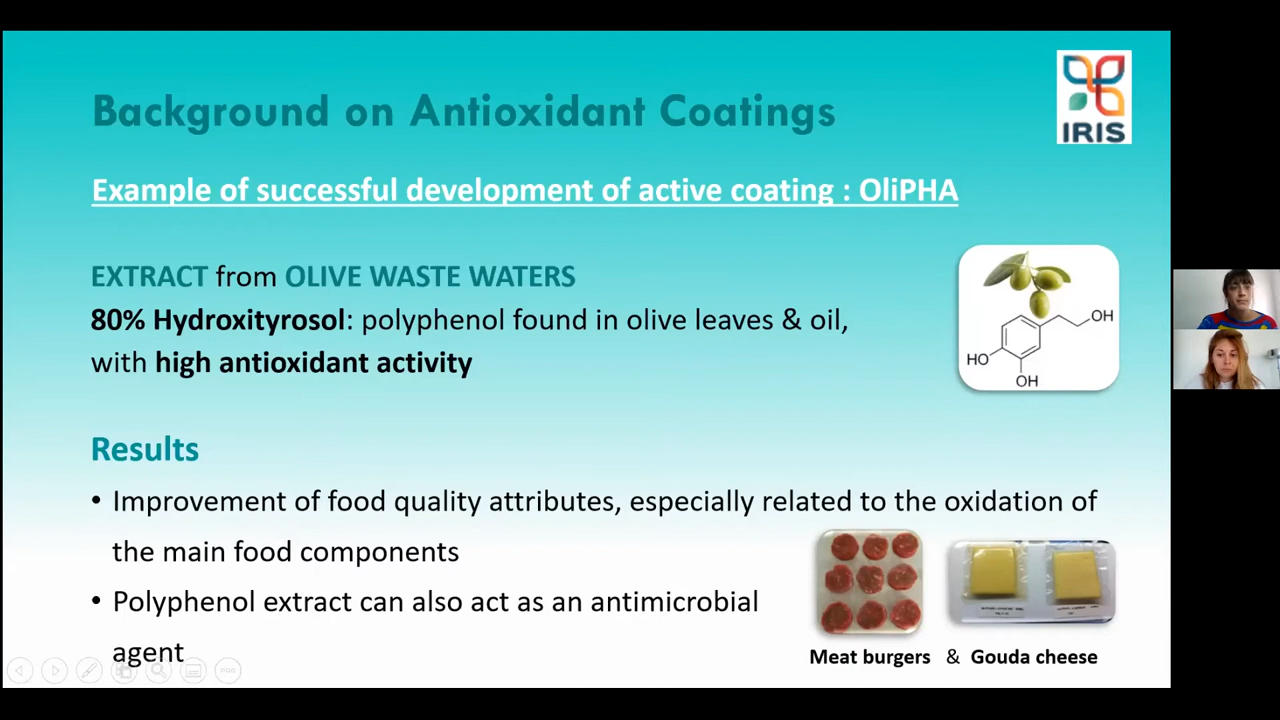 Background on Antioxidant Coatings
IRIS
Example of successful development of active coating : OliPHA
EXTRACT from OLIVE WASTE WATERS
80% Hydroxityrosol: polyphenol found in olive leaves & oil,
with high antioxidant activity
OH
HO
OH
Results
• Improvement of food quality attributes, especially related to the oxidation of
the main food components
• Polyphenol extract can also act as an antimicrobial
agent
Meat burgers & Gouda cheese